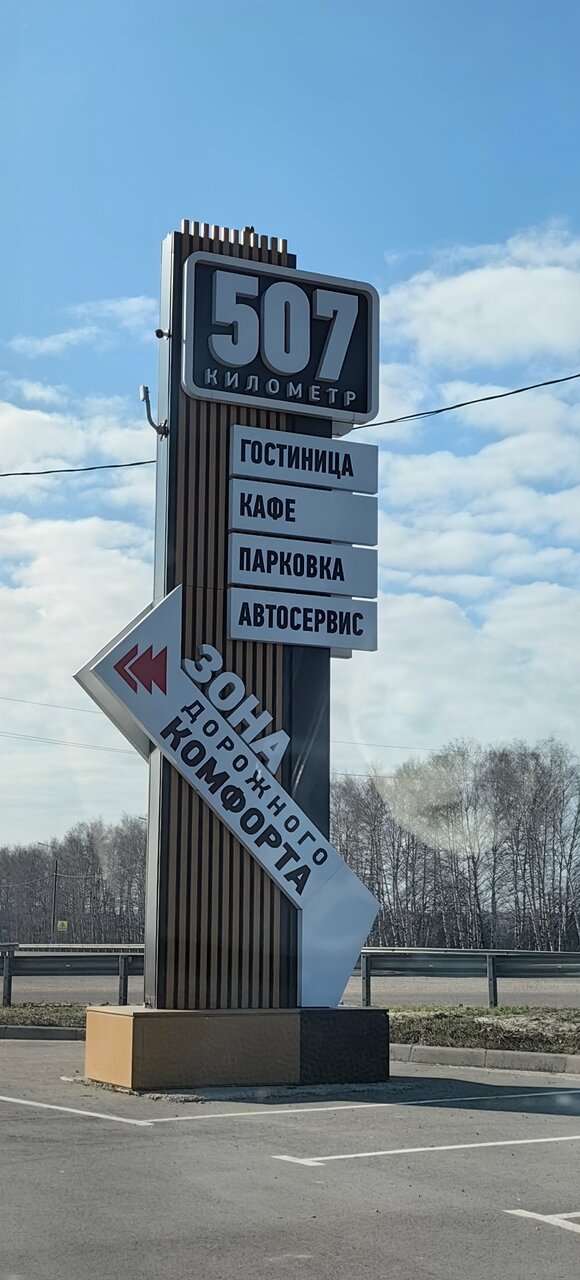 507
КИЛОМЕТР
ГОСТИНИЦА
КАФЕ
ПАРКОВКА
АВТОСЕРВИС
ЗОНА
ДОРОЖНОГО
КОМФОРТА